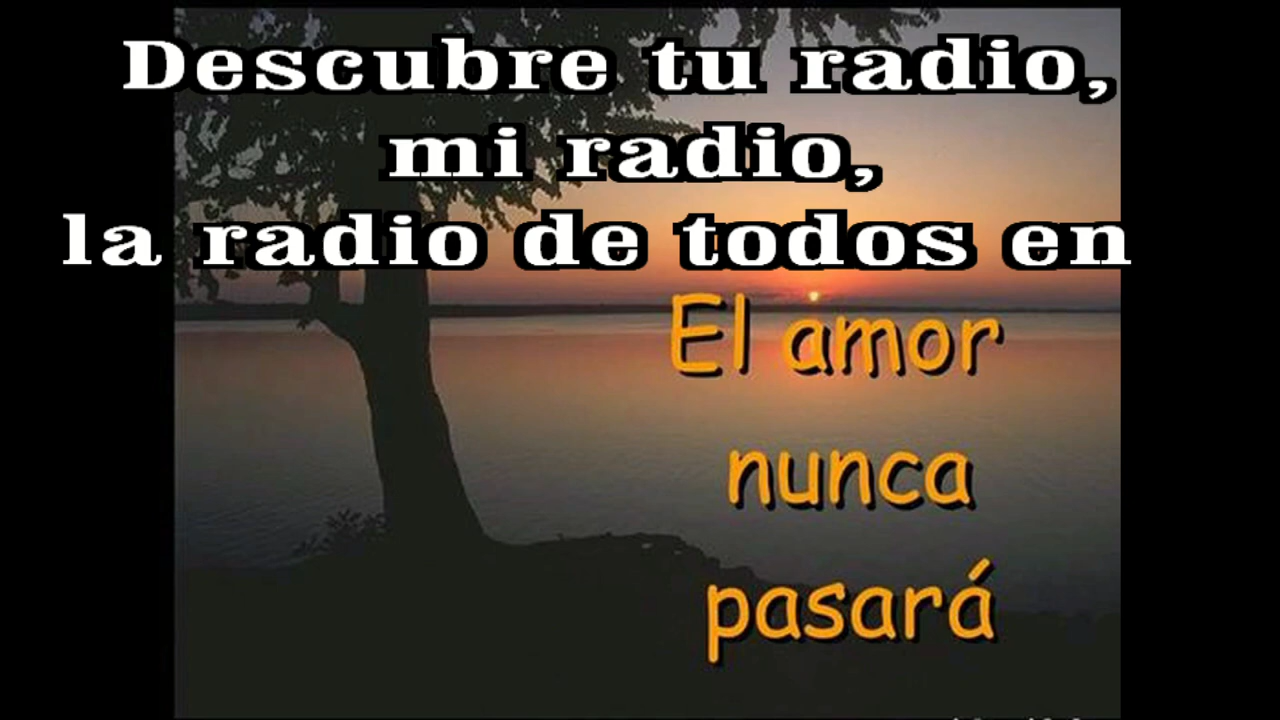 Descubre tu radio,
mi radio,
la radio de todos en
El amor
nunca
pasará